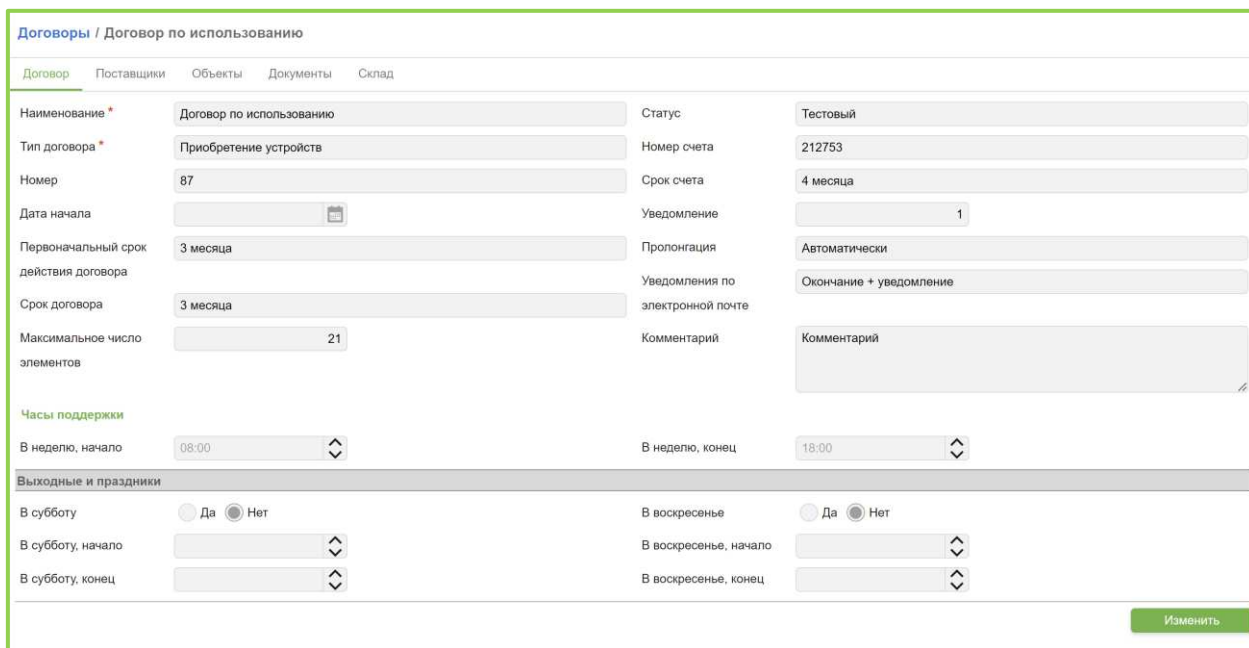 Договоры / Договор по использованию
Договор Поставщики Объекты Документы Склад
Наименование * Договор по использованию Статус Тестовый
Тип договора * Приобретение устройств Номер счета 212753
Номер 87 Срок счета 4 месяца
Дата начала Уведомление 1
Первоначальный срок 3 месяца Пролонгация Автоматически
действия договора
Уведомления по Окончание + уведомление
Срок договора 3 месяца электронной почте
Максимальное число 21 Комментарий Комментарий
элементов
Часы поддержки
В неделю, начало 08:00 В неделю, конец 18:00
Выходные и праздники
В субботу Да Нет В воскресенье Да Нет
В субботу, начало В воскресенье, начало
В субботу, конец В воскресенье, конец
Изменить